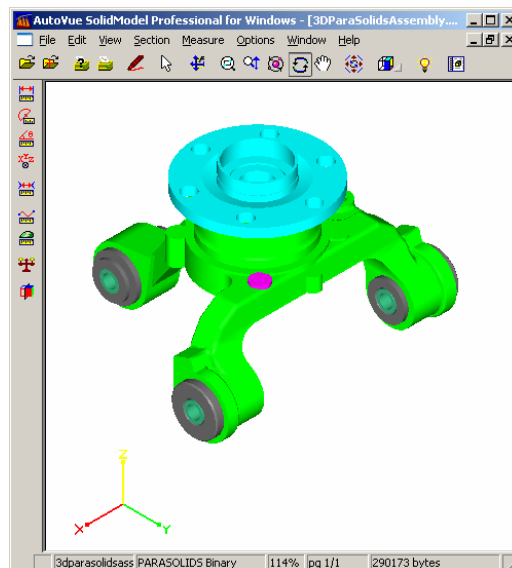 AutoVue SolidModel Professional for Windows - [3DParaSolidsAssembly....
File Edit View Section Measure Options Window Help
Z
X Y
3dparasolidsass PARASOLIDS Binary 114% pg 1/1 290173 bytes